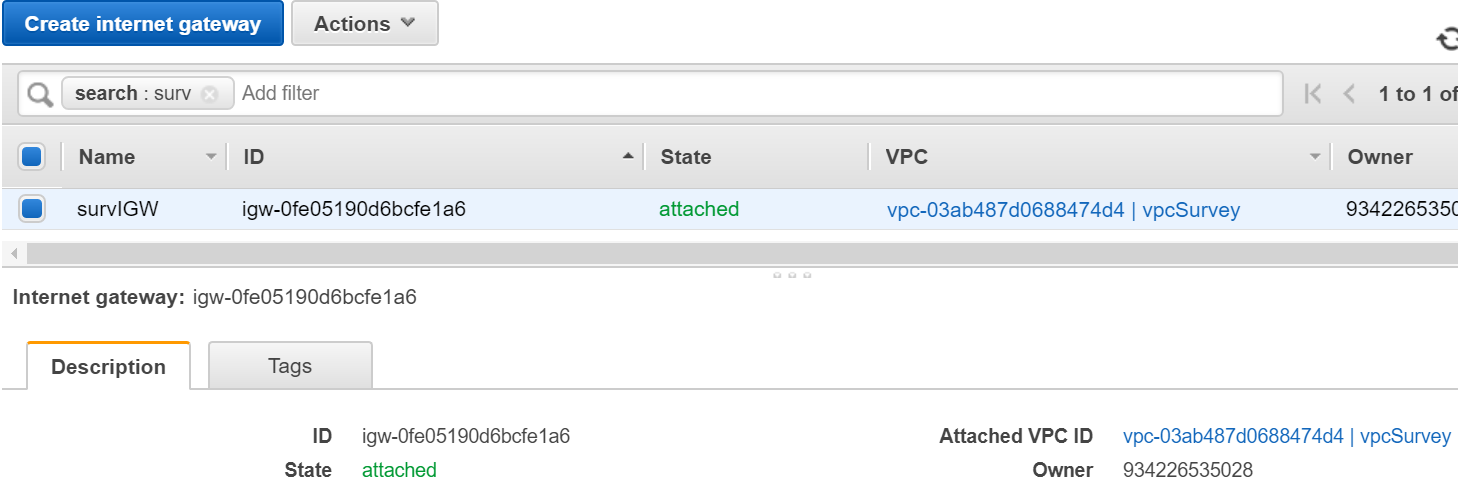 Create internet gateway Actions
search : surv Add filter 1 to 1 of
Name ID State VPC Owner
survIGW igw-0fe05190d6bcfe1a6 attached vpc-03ab487d0688474d4 | vpcSurvey 934226535
Internet gateway: igw-0fe05190d6bcfe1a6
Description Tags
ID igw-0fe05190d6bcfe1a6 Attached VPC ID vpc-03ab487d0688474d4 | vpcSurvey
State attached Owner 934226535028